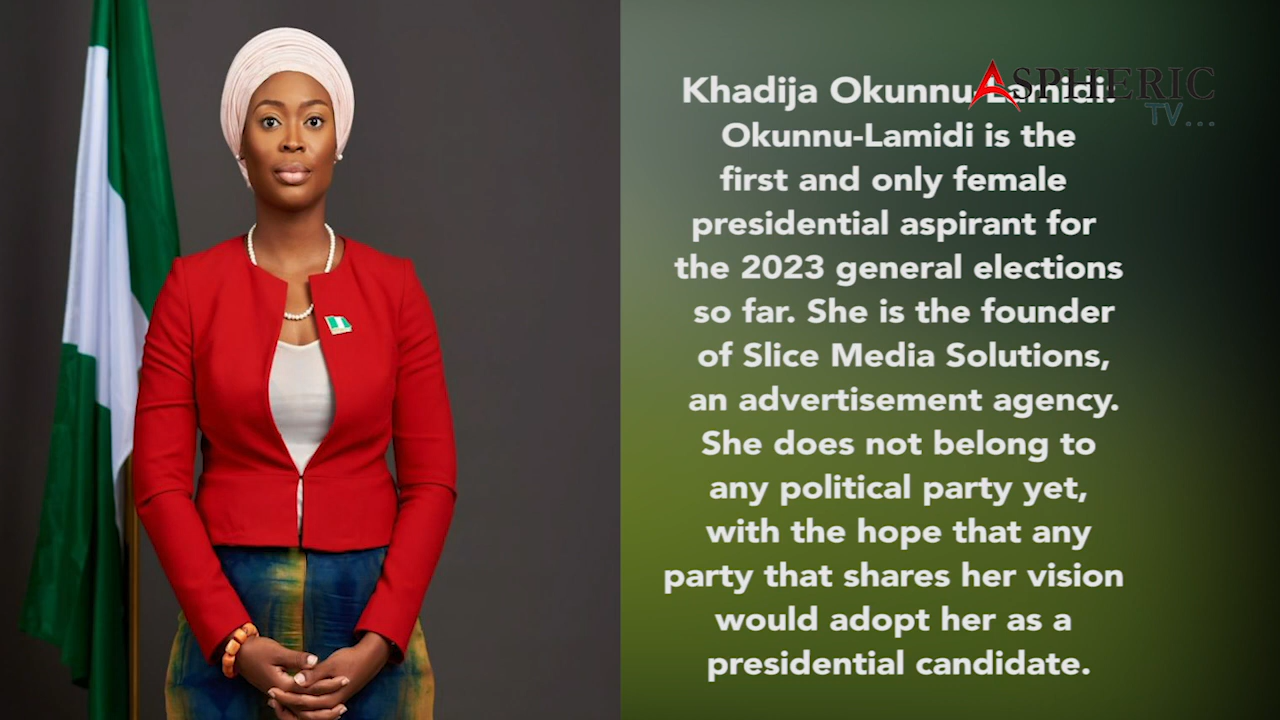 Khadija Okunnu-Lamidi:
ASPHERIC
TV...
Okunnu-Lamidi is the
first and only female
presidential aspirant for
the 2023 general elections
so far. She is the founder
of Slice Media Solutions,
an advertisement agency.
She does not belong to
any political party yet,
with the hope that any
party that shares her vision
would adopt her as a
presidential candidate.